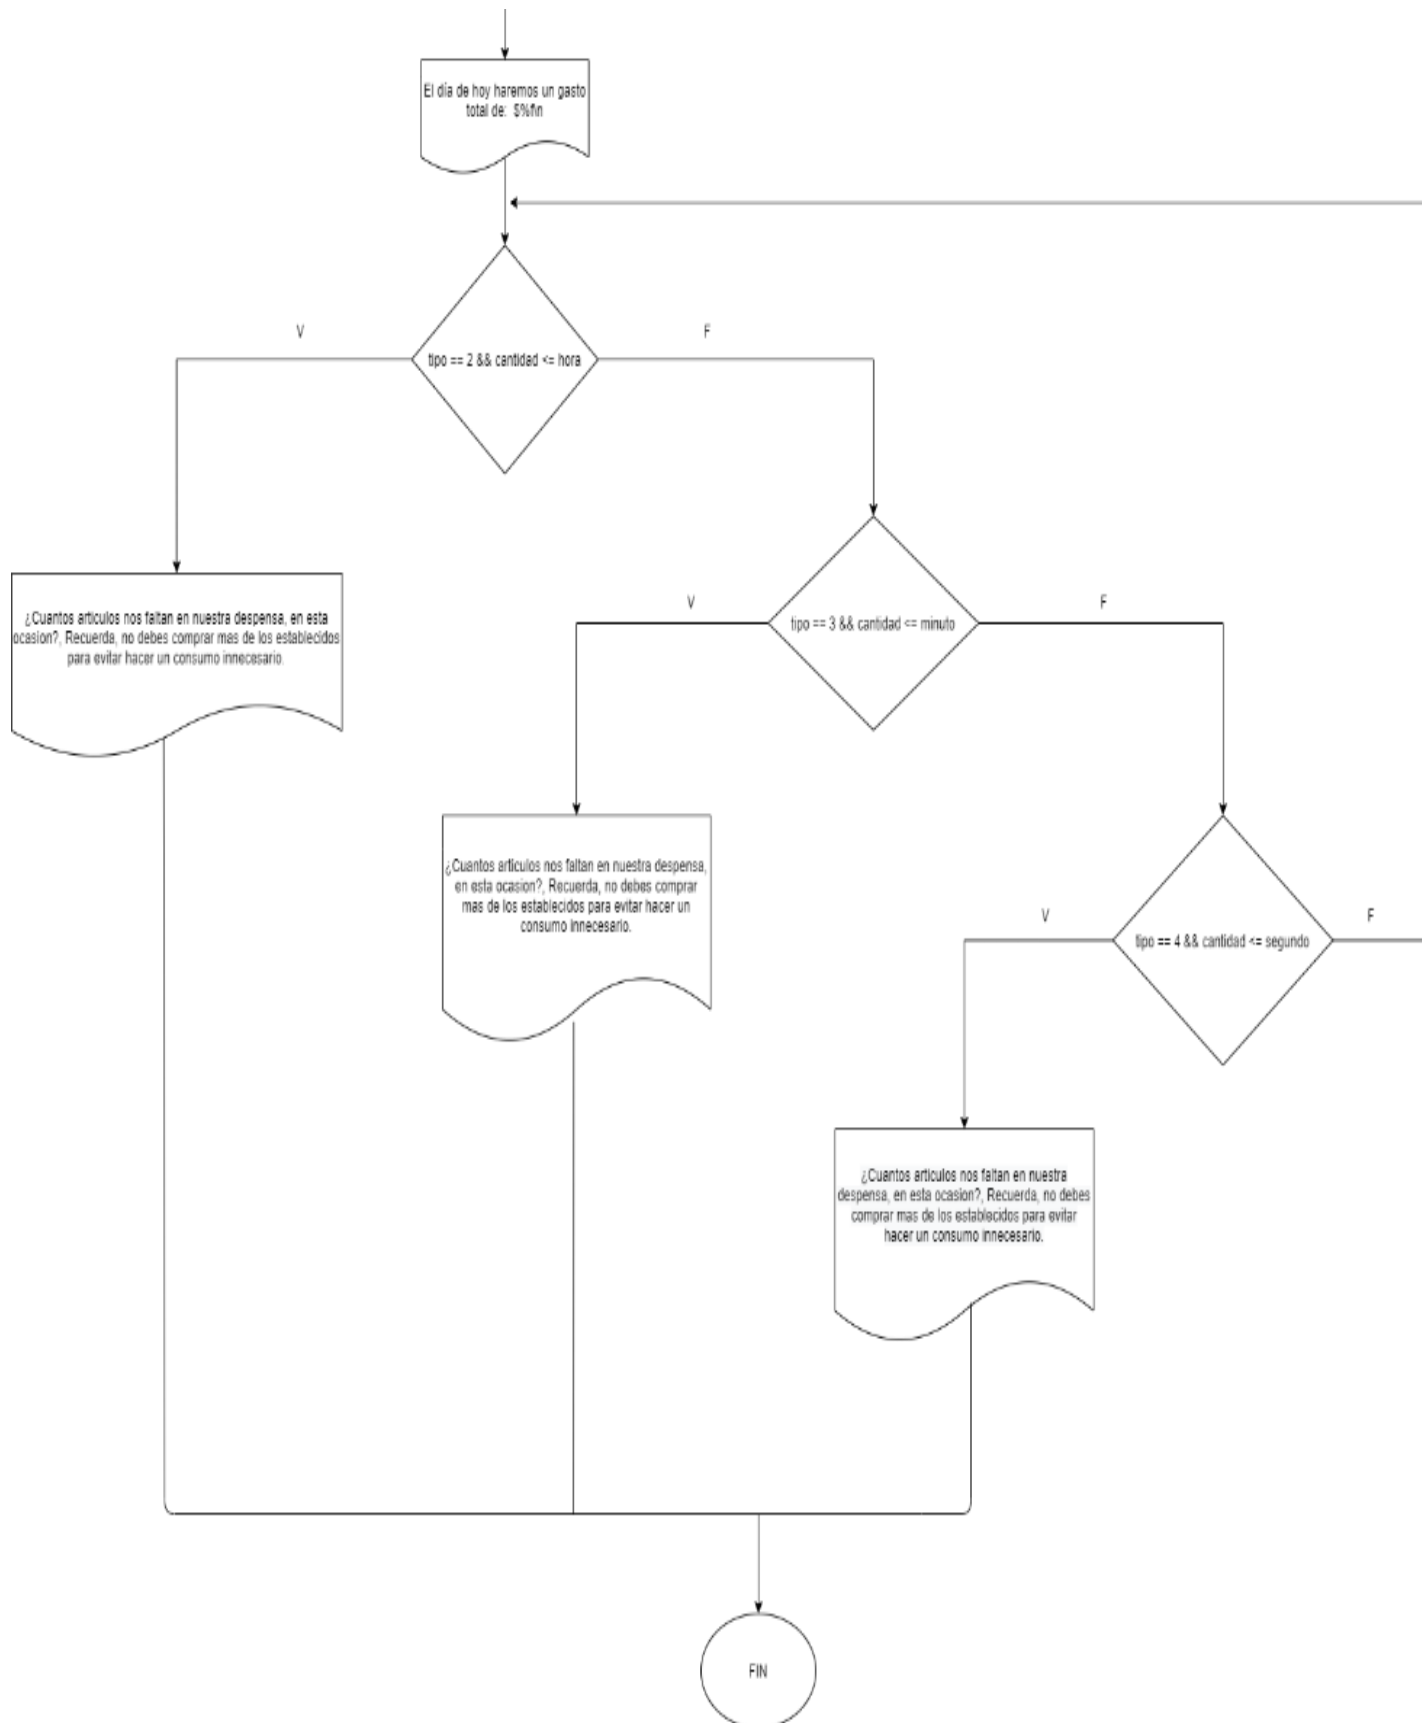 El día de hoy haremos un gasto
total de: $%f\n
V
F
tipo == 2 && cantidad <= hora
V
F
¿Cuantos articulos nos faltan en nuestra despensa, en esta
ocasion?, Recuerda, no debes comprar mas de los establecidos
para evitar hacer un consumo innecesario.
tipo == 3 && cantidad <= minuto
¿Cuantos articulos nos faltan en nuestra despensa,
en esta ocasion?, Recuerda, no debes comprar
mas de los establecidos para evitar hacer un
consumo innecesario.
V
F
tipo == 4 && cantidad <= segundo
¿Cuantos articulos nos faltan en nuestra
despensa, en esta ocasion?, Recuerda, no debes
comprar mas de los establecidos para evitar
hacer un consumo innecesario.
FIN